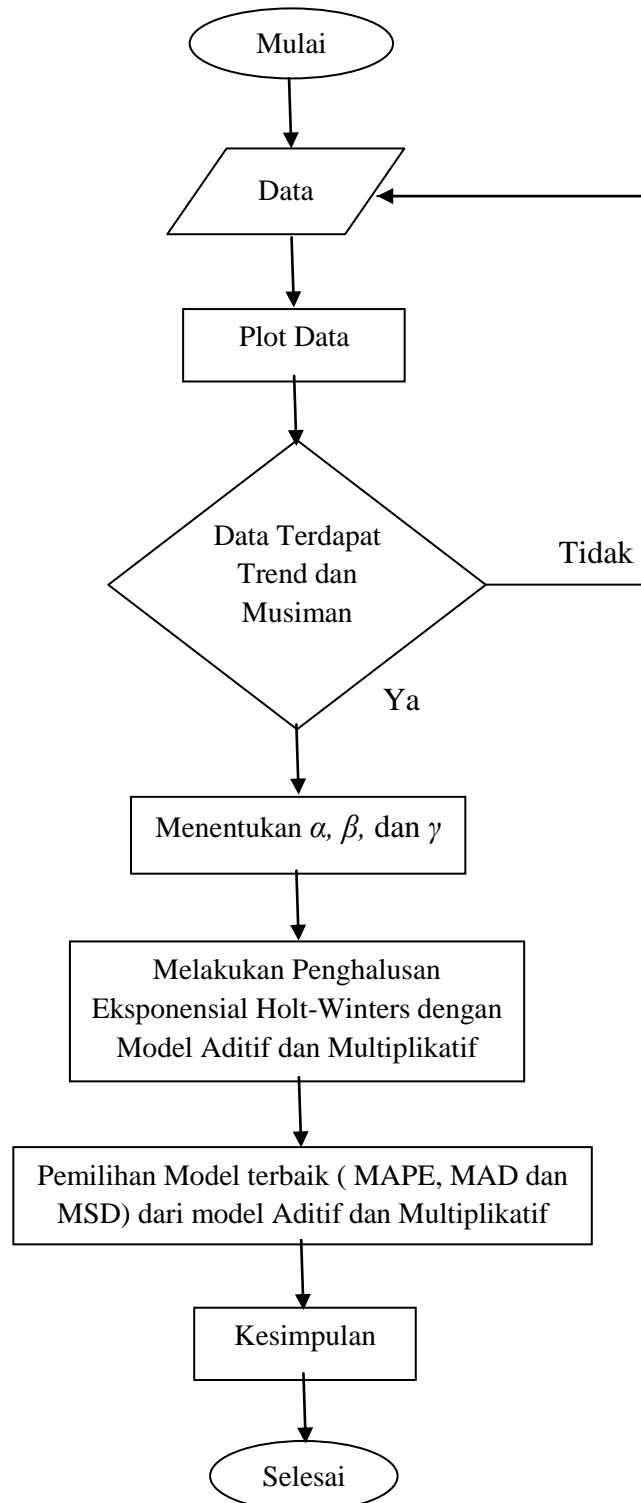 Mulai
Data
Plot Data
Data Terdapat
Trend dan
Musiman
Tidak
Ya
Menentukan α, β, dan γ
Melakukan Penghalusan
Eksponensial Holt-Winters dengan
Model Aditif dan Multiplikatif
Pemilihan Model terbaik ( MAPE, MAD dan
MSD) dari model Aditif dan Multiplikatif
Kesimpulan
Selesai